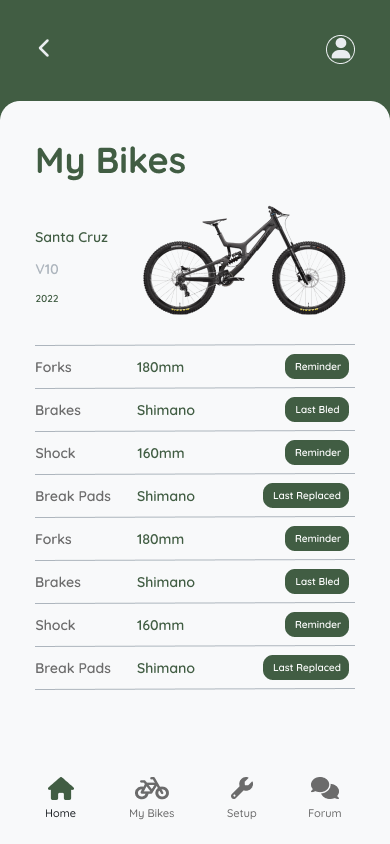 My Bikes
Santa Cruz
V10
2022
Forks 180mm Reminder
Brakes Shimano Last Bled
Shock 160mm Reminder
Break Pads Shimano Last Replaced
Forks 180mm Reminder
Brakes Shimano Last Bled
Shock 160mm Reminder
Break Pads Shimano Last Replaced
Home My Bikes Setup Forum